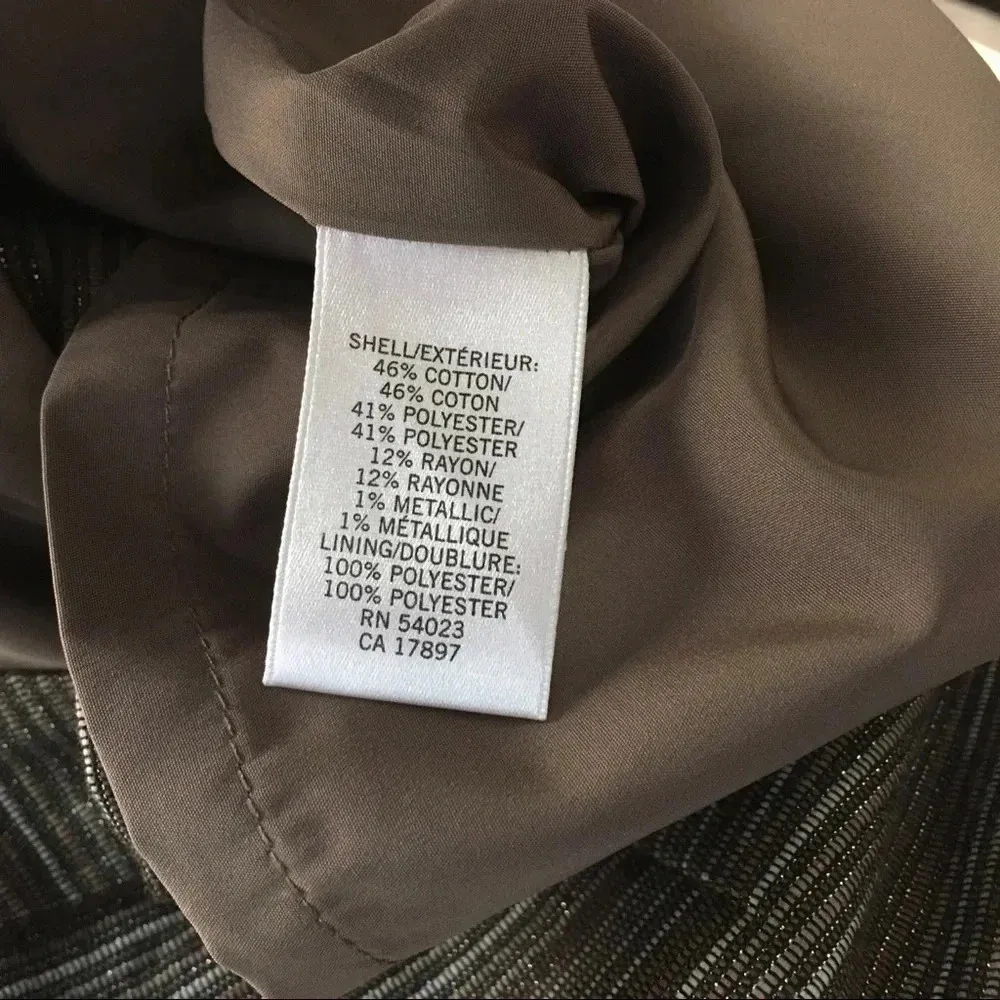 SHELL/EXTÉRIEUR:
46% COTTON/
46% COTON
41% POLYESTER/
41% POLYESTER
12% RAYON/
12% RAYONNE
1% METALLIC/
1% MÉTALLIQUE
LINING/DOUBLURE:
100% POLYESTER/
100% POLYESTER
RN 54023
CA 17897